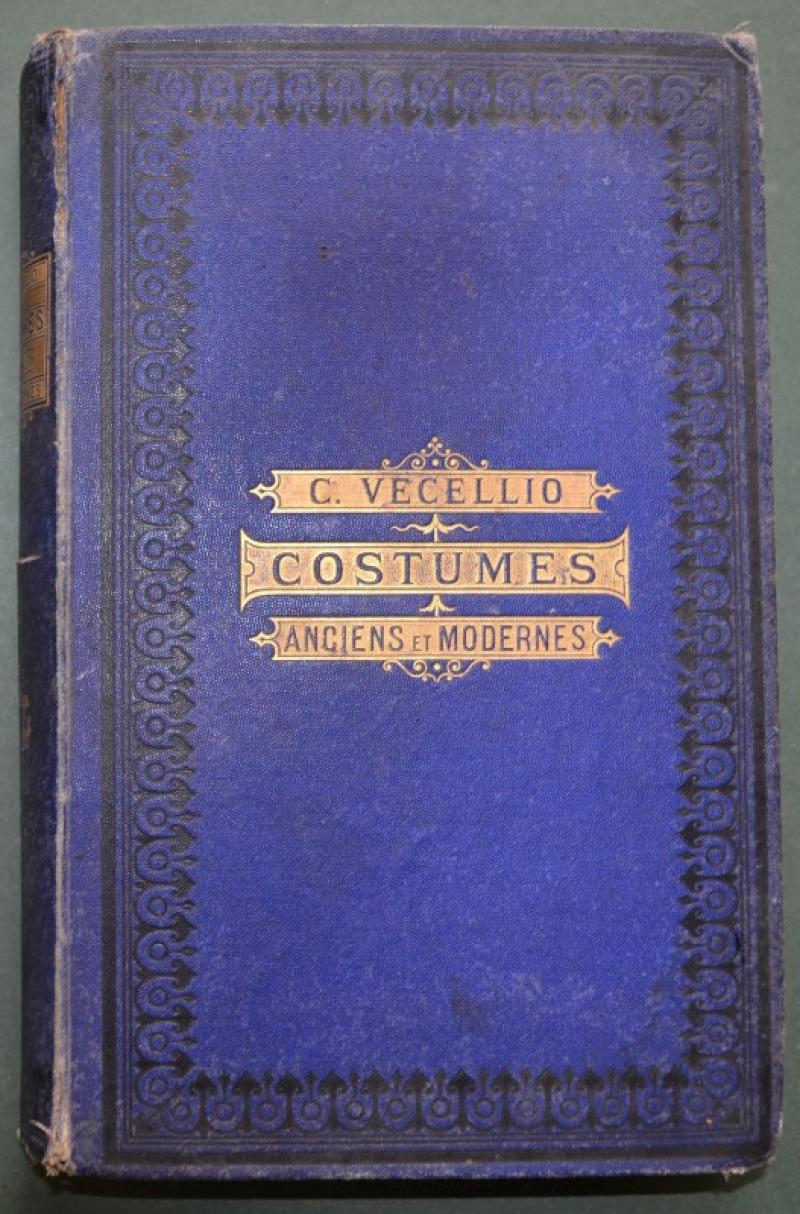 C. VECELLIO
COSTUMES
ANCIENS ET MODERNES